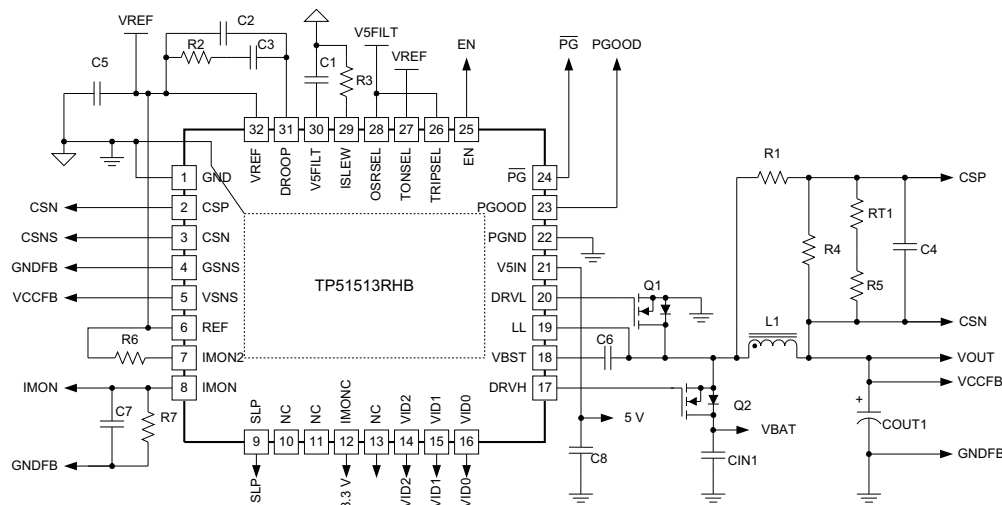 VREF
C2
R2
C3
C5
V5FILT
VREF
C1
R3
EN
PG
PGOOD
32
31
30
29
28
27
26
25
VREF
DROOP
V5FILT
ISLEW
OSRSEL
TONSEL
TRIPSEL
EN
1 GND
CSN 2 CSP
CSNS 3 CSN
GNDFB 4 GSNS
VCCFB 5 VSNS
6 REF
R6
7 IMON2
IMON 8 IMON
C7
R7
GNDFB
TP51513RHB
PG 24
PGOOD 23
PGND 22
V5IN 21
DRVL 20
LL 19
VBST 18
DRVH 17
SLP
NC
NC
IMONC
NC
VID2
VID1
VID0
9
10
11
12
13
14
15
16
SLP
3.3 V
VID2
VID1
VID0
Q1
C6
Q2
5 V
C8
VBAT
CIN1
R1
CSP
RT1
R4
C4
R5
CSN
L1
VOUT
VCCFB
+
COUT1
GNDFB